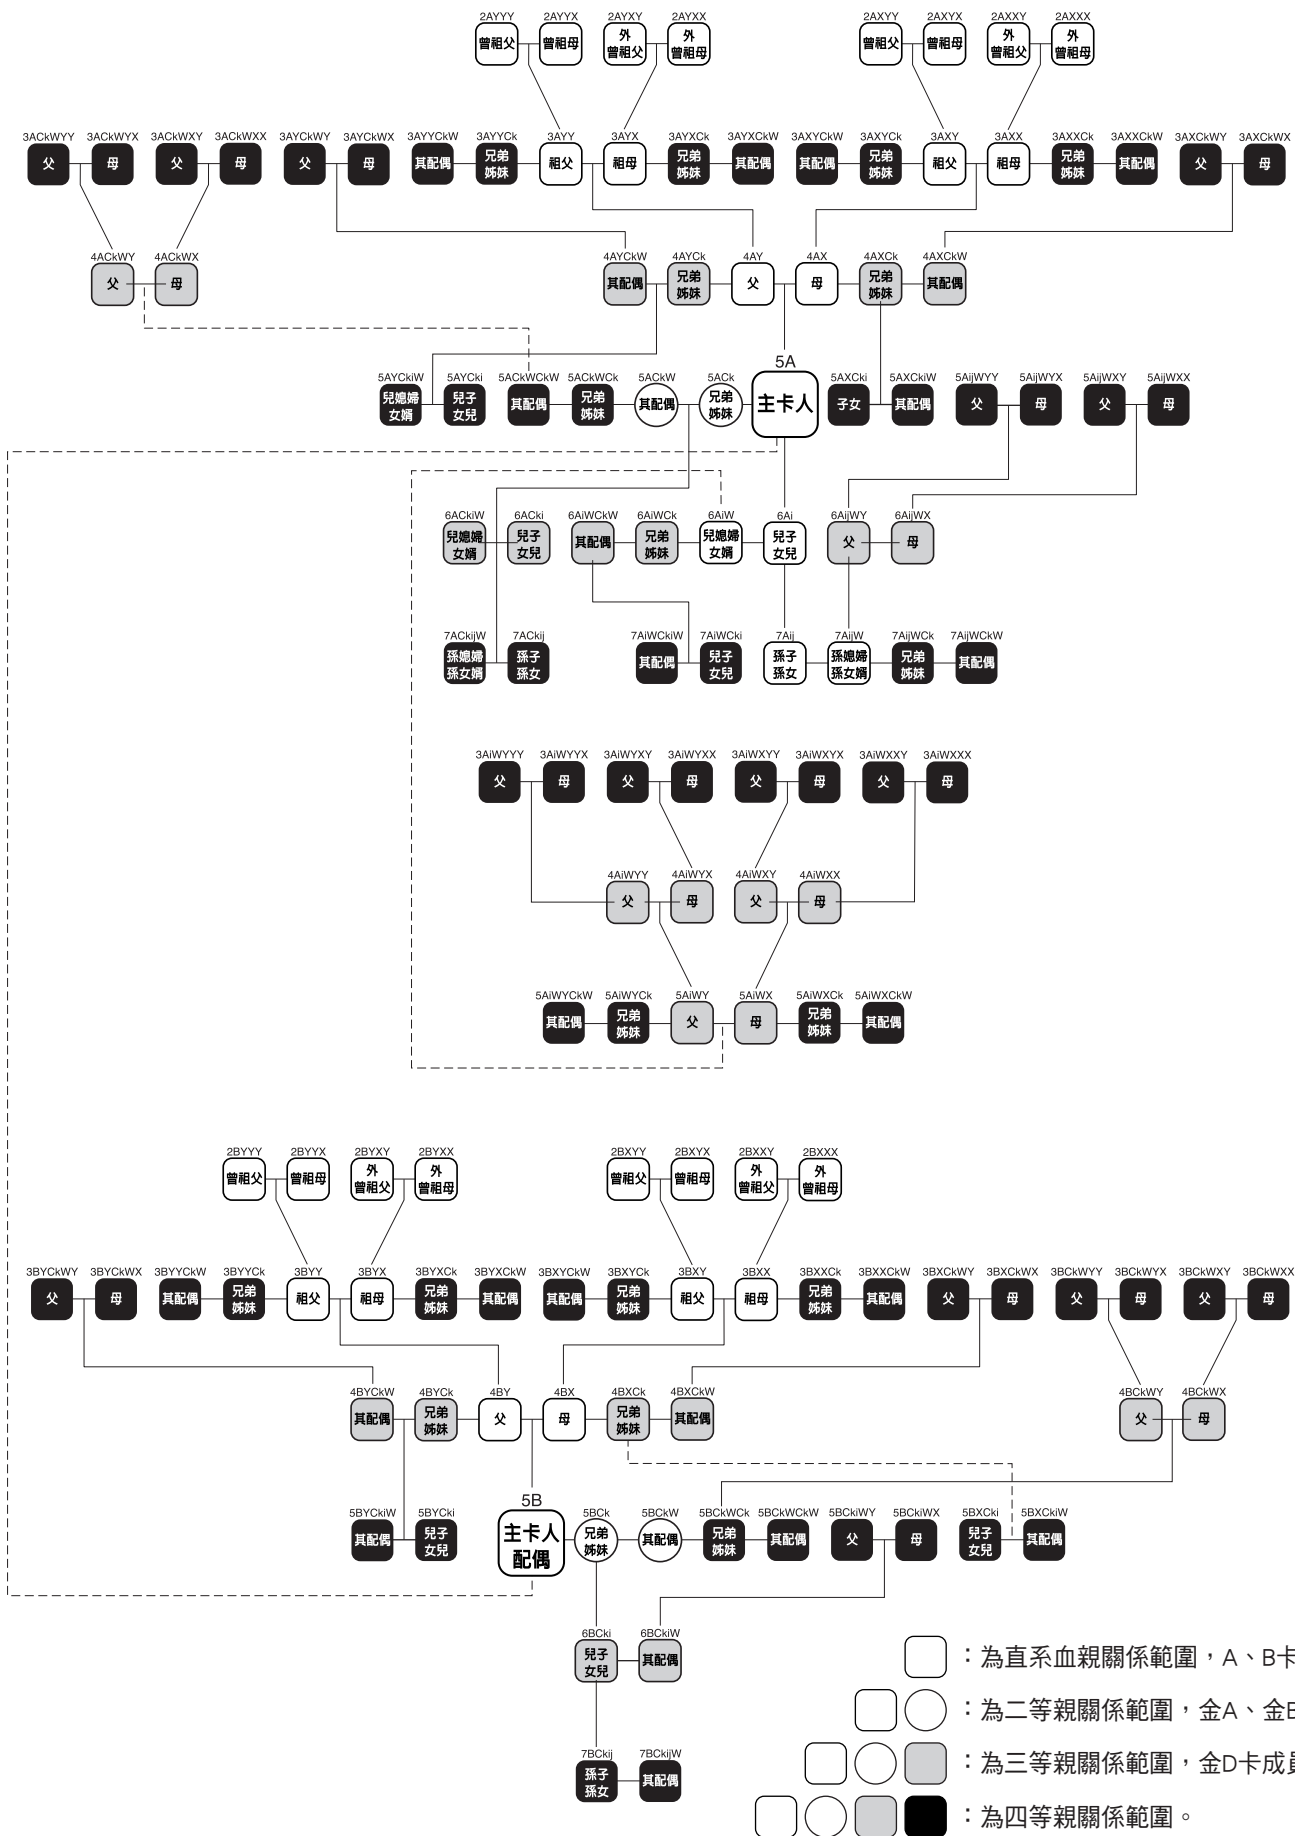 2AYYY 2AYYX 2AYXY 2AYXX 2AXYY 2AXYX 2AXXY 2AXXX
曾祖父 曾祖母 外 外 曾祖父 曾祖母 外 外
曾祖父 曾祖母 曾祖父 曾祖母
3ACkWYY 3ACkWYX 3ACkWXY 3ACkWXX 3AYCkWY 3AYCkWX 3AYYCkW 3AYYCk 3AYY 3AYX 3AYXCk 3AYXCkW 3AXYCkW 3AXYCk 3AXY 3AXX 3AXXCk 3AXXCkW 3AXCkWY 3AXCkWX
父 母 父 母 父 母 其配偶 兄弟 祖父 祖母 兄弟 其配偶 其配偶 兄弟 祖父 祖母 兄弟 其配偶 父 母
姊妹 姊妹 姊妹 姊妹
4ACkWY 4ACkWX 4AYCkW 4AYCk 4AY 4AX 4AXCk 4AXCkW
父 母 其配偶 兄弟 父 母 兄弟 其配偶
姊妹 姊妹
5AYCkiW 5AYCki 5ACkWCkW 5ACkWCk 5ACkW 5ACk 5A 5AXCki 5AXCkiW 5AijWYY 5AijWYX 5AijWXY 5AijWXX
兒媳婦 兒子 其配偶 兄弟 其配偶 兄弟 主卡人 子女 其配偶 父 母 父 母
女婿 女兒 姊妹 姊妹
6ACkiW 6ACki 6AiWCkW 6AiWCk 6AiW 6Ai 6AijWY 6AijWX
兒媳婦 兒子 其配偶 兄弟 兒媳婦 兒子 父 母
女婿 女兒 姊妹 女婿 女兒
7ACkijW 7ACkij 7AiWCkiW 7AiWCki 7Aij 7AijW 7AijWCk 7AijWCkW
孫媳婦 孫子 其配偶 兒子 孫子 孫媳婦 兄弟 其配偶
孫女婿 孫女 女兒 孫女 孫女婿 姊妹
3AiWYYY 3AiWYYX 3AiWYXY 3AiWYXX 3AiWXYY 3AiWXYX 3AiWXXY 3AiWXXX
父 母 父 母 父 母 父 母
4AiWYY 4AiWYX 4AiWXY 4AiWXX
父 母 父 母
5AiWYCkW 5AiWYCk 5AiWY 5AiWX 5AiWXCk 5AiWXCkW
其配偶 兄弟 父 母 兄弟 其配偶
姊妹 姊妹
2BYYY 2BYYX 2BYXY 2BYXX 2BXYY 2BXYX 2BXXY 2BXXX
曾祖父 曾祖母 外 外 曾祖父 曾祖母 外 外
曾祖父 曾祖母 曾祖父 曾祖母
3BYCkWY 3BYCkWX 3BYYCkW 3BYYCk 3BYY 3BYX 3BYXCk 3BYXCkW 3BXYCkW 3BXYCk 3BXY 3BXX 3BXXCk 3BXXCkW 3BXCkWY 3BXCkWX 3BCkWYY 3BCkWYX 3BCkWXY 3BCkWXX
父 母 其配偶 兄弟 祖父 祖母 兄弟 其配偶 其配偶 兄弟 祖父 祖母 兄弟 其配偶 父 母 父 母 父 母
姊妹 姊妹 姊妹 姊妹
4BYCkW 4BYCk 4BY 4BX 4BXCk 4BXCkW 4BCkWY 4BCkWX
其配偶 兄弟 父 母 兄弟 其配偶 父 母
姊妹 姊妹
5BYCkiW 5BYCki 5B 5BCk 5BCkW 5BCkWCk 5BCkWCkW 5BCkiWY 5BCkiWX 5BXCki 5BXCkiW
其配偶 兒子 主卡人 兄弟 其配偶 兄弟 其配偶 父 母 兒子 其配偶
女兒 配偶 姊妹 姊妹 女兒
6BCki 6BCkiW
兒子 其配偶
女兒
：為直系血親關係範圍，A、B卡
：為二等親關係範圍，金A、金B
7BCkij 7BCkijW
孫子 其配偶
孫女
：為三等親關係範圍，金D卡成員
：為四等親關係範圍。